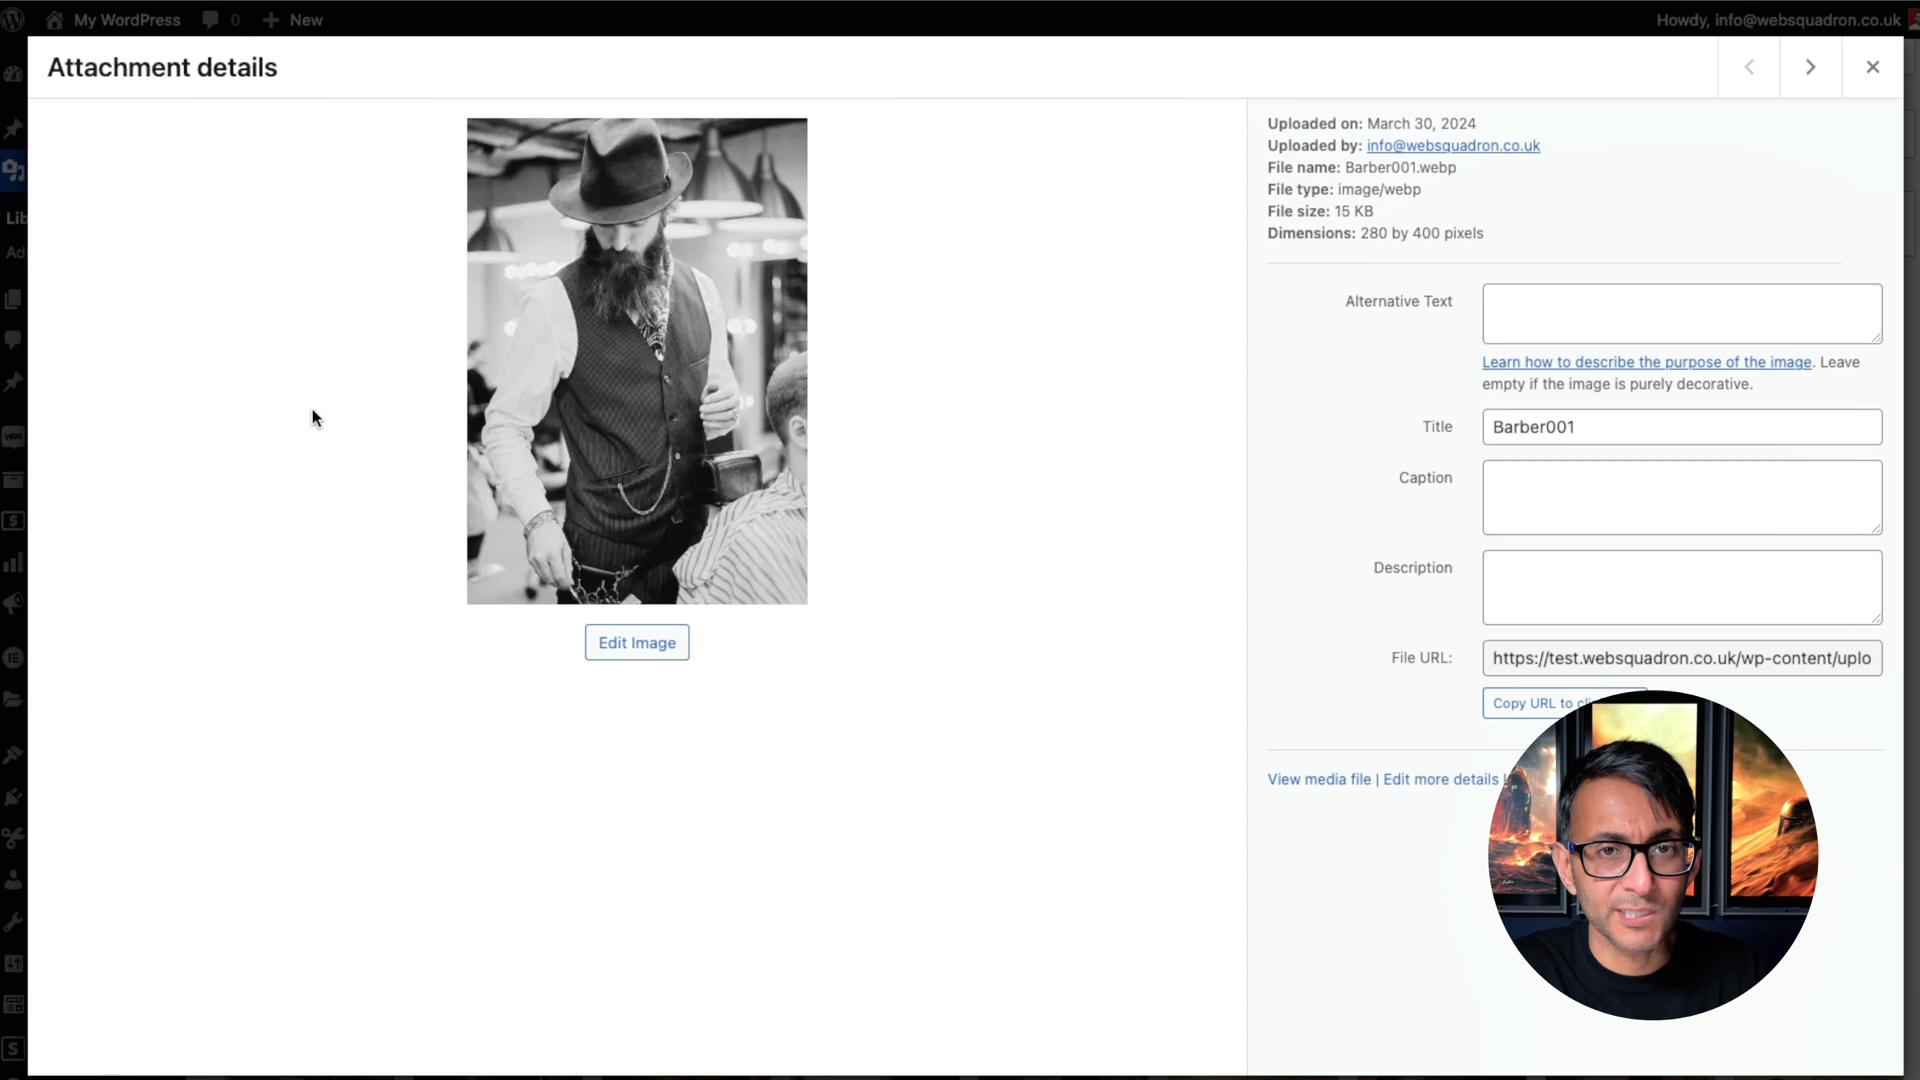 My WordPress 0 New Howdy, info@websquadron.co.uk
Attachment details
Lib
Ad
Uploaded on: March 30, 2024
Uploaded by: info@websquadron.co.uk
File name: Barber001.webp
File type: image/webp
File size: 15 KB
Dimensions: 280 by 400 pixels
Alternative Text
Learn how to describe the purpose of the image. Leave
empty if the image is purely decorative.
Title Barber001
Caption
Description
File URL: https://test.websquadron.co.uk/wp-content/uplo
Copy URL to cli
View media file | Edit more details
Edit Image